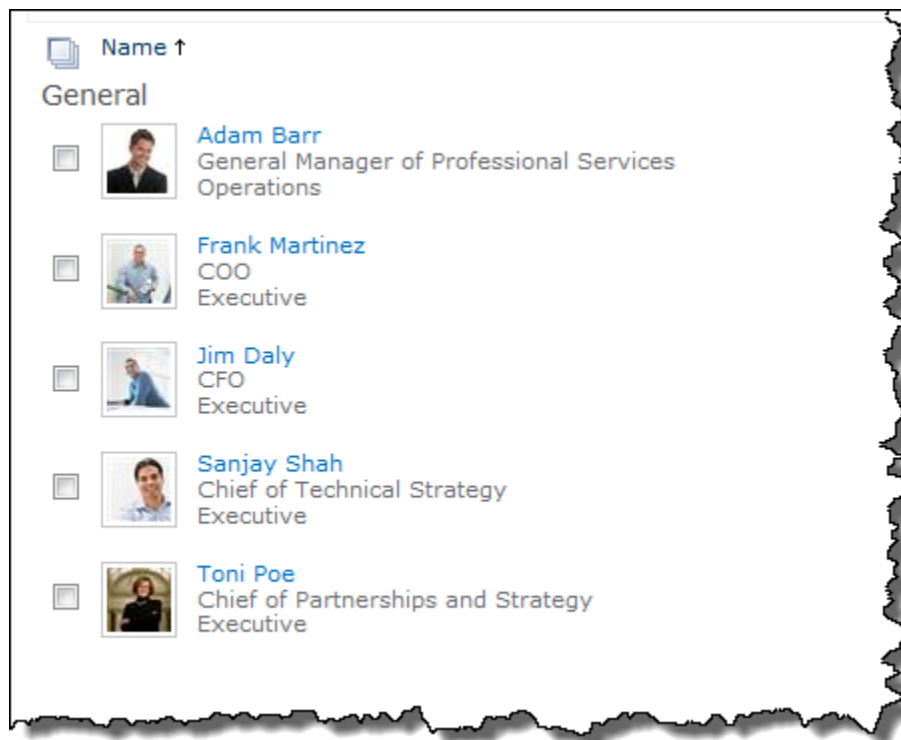 Name ↑
General
Adam Barr
General Manager of Professional Services
Operations
Frank Martinez
COO
Executive
Jim Daly
CFO
Executive
Sanjay Shah
Chief of Technical Strategy
Executive
Toni Poe
Chief of Partnerships and Strategy
Executive